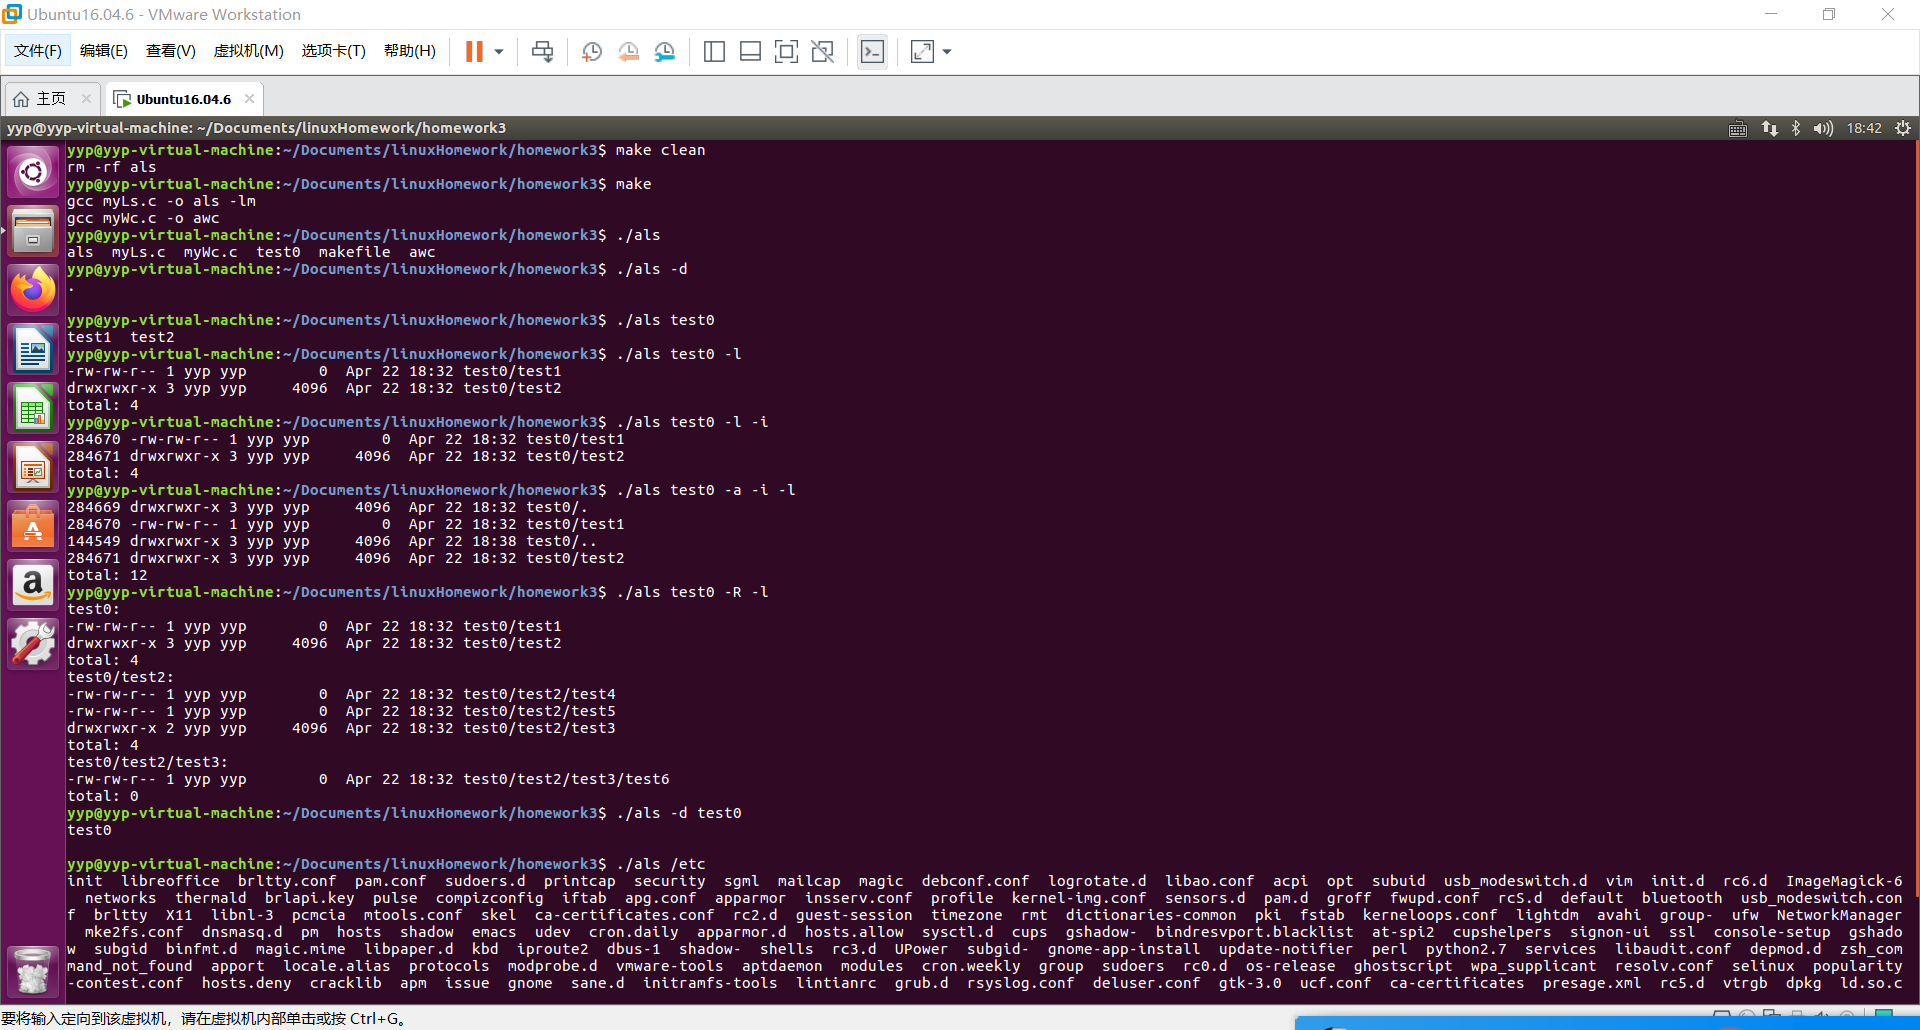 Ubuntu16.04.6 - VMware Workstation
文件(F) 编辑(E) 查看(V) 虚拟机(M) 选项卡(T) 帮助(H)
主页 Ubuntu16.04.6
yyp@yyp-virtual-machine: ~/Documents/linuxHomework/homework3 18:42
yyp@yyp-virtual-machine:~/Documents/linuxHomework/homework3$ make clean
rm -rf als
yyp@yyp-virtual-machine:~/Documents/linuxHomework/homework3$ make
gcc myLs.c -o als -lm
gcc myWc.c -o awc
yyp@yyp-virtual-machine:~/Documents/linuxHomework/homework3$ ./als
als  myLs.c  myWc.c  test0  makefile  awc
yyp@yyp-virtual-machine:~/Documents/linuxHomework/homework3$ ./als -d
.
yyp@yyp-virtual-machine:~/Documents/linuxHomework/homework3$ ./als test0
test1  test2
yyp@yyp-virtual-machine:~/Documents/linuxHomework/homework3$ ./als test0 -l
-rw-rw-r-- 1 yyp yyp        0  Apr 22 18:32 test0/test1
drwxrwxr-x 3 yyp yyp     4096  Apr 22 18:32 test0/test2
total: 4
yyp@yyp-virtual-machine:~/Documents/linuxHomework/homework3$ ./als test0 -l -i
284670 -rw-rw-r-- 1 yyp yyp        0  Apr 22 18:32 test0/test1
284671 drwxrwxr-x 3 yyp yyp     4096  Apr 22 18:32 test0/test2
total: 4
yyp@yyp-virtual-machine:~/Documents/linuxHomework/homework3$ ./als test0 -a -i -l
284669 drwxrwxr-x 3 yyp yyp     4096  Apr 22 18:32 test0/.
284670 -rw-rw-r-- 1 yyp yyp        0  Apr 22 18:32 test0/test1
144549 drwxrwxr-x 3 yyp yyp     4096  Apr 22 18:38 test0/..
284671 drwxrwxr-x 3 yyp yyp     4096  Apr 22 18:32 test0/test2
total: 12
yyp@yyp-virtual-machine:~/Documents/linuxHomework/homework3$ ./als test0 -R -l
test0:
-rw-rw-r-- 1 yyp yyp        0  Apr 22 18:32 test0/test1
drwxrwxr-x 3 yyp yyp     4096  Apr 22 18:32 test0/test2
total: 4
test0/test2:
-rw-rw-r-- 1 yyp yyp        0  Apr 22 18:32 test0/test2/test4
-rw-rw-r-- 1 yyp yyp        0  Apr 22 18:32 test0/test2/test5
drwxrwxr-x 2 yyp yyp     4096  Apr 22 18:32 test0/test2/test3
total: 4
test0/test2/test3:
-rw-rw-r-- 1 yyp yyp        0  Apr 22 18:32 test0/test2/test3/test6
total: 0
yyp@yyp-virtual-machine:~/Documents/linuxHomework/homework3$ ./als -d test0
test0
yyp@yyp-virtual-machine:~/Documents/linuxHomework/homework3$ ./als /etc
init  libreoffice  brltty.conf  pam.conf  sudoers.d  printcap  security  sgml  mailcap  magic  debconf.conf  logrotate.d  libao.conf  acpi  opt  subuid  usb_modeswitch.d  vim  init.d  rc6.d  ImageMagick-6
  networks  thermald  brlapi.key  pulse  compizconfig  iftab  apg.conf  apparmor  insserv.conf  profile  kernel-img.conf  sensors.d  pam.d  groff  fwupd.conf  rcS.d  default  bluetooth  usb_modeswitch.con
f  brltty  X11  libnl-3  pcmcia  mtools.conf  skel  ca-certificates.conf  rc2.d  guest-session  timezone  rmt  dictionaries-common  pki  fstab  kerneloops.conf  lightdm  avahi  group-  ufw  NetworkManager
  mke2fs.conf  dnsmasq.d  pm  hosts  shadow  emacs  udev  cron.daily  apparmor.d  hosts.allow  sysctl.d  cups  gshadow-  bindresvport.blacklist  at-spi2  cupshelpers  signon-ui  ssl  console-setup  gshado
w  subgid  binfmt.d  magic.mime  libpaper.d  kbd  iproute2  dbus-1  shadow-  shells  rc3.d  UPower  subgid-  gnome-app-install  update-notifier  perl  python2.7  services  libaudit.conf  depmod.d  zsh_com
mand_not_found  apport  locale.alias  protocols  modprobe.d  vmware-tools  aptdaemon  modules  cron.weekly  group  sudoers  rc0.d  os-release  ghostscript  wpa_supplicant  resolv.conf  selinux  popularity
-contest.conf  hosts.deny  cracklib  apm  issue  gnome  sane.d  initramfs-tools  lintianrc  grub.d  rsyslog.conf  deluser.conf  gtk-3.0  ucf.conf  ca-certificates  presage.xml  rc5.d  vtrgb  dpkg  ld.so.c
要将输入定向到该虚拟机，请在虚拟机内部单击或按 Ctrl+G。